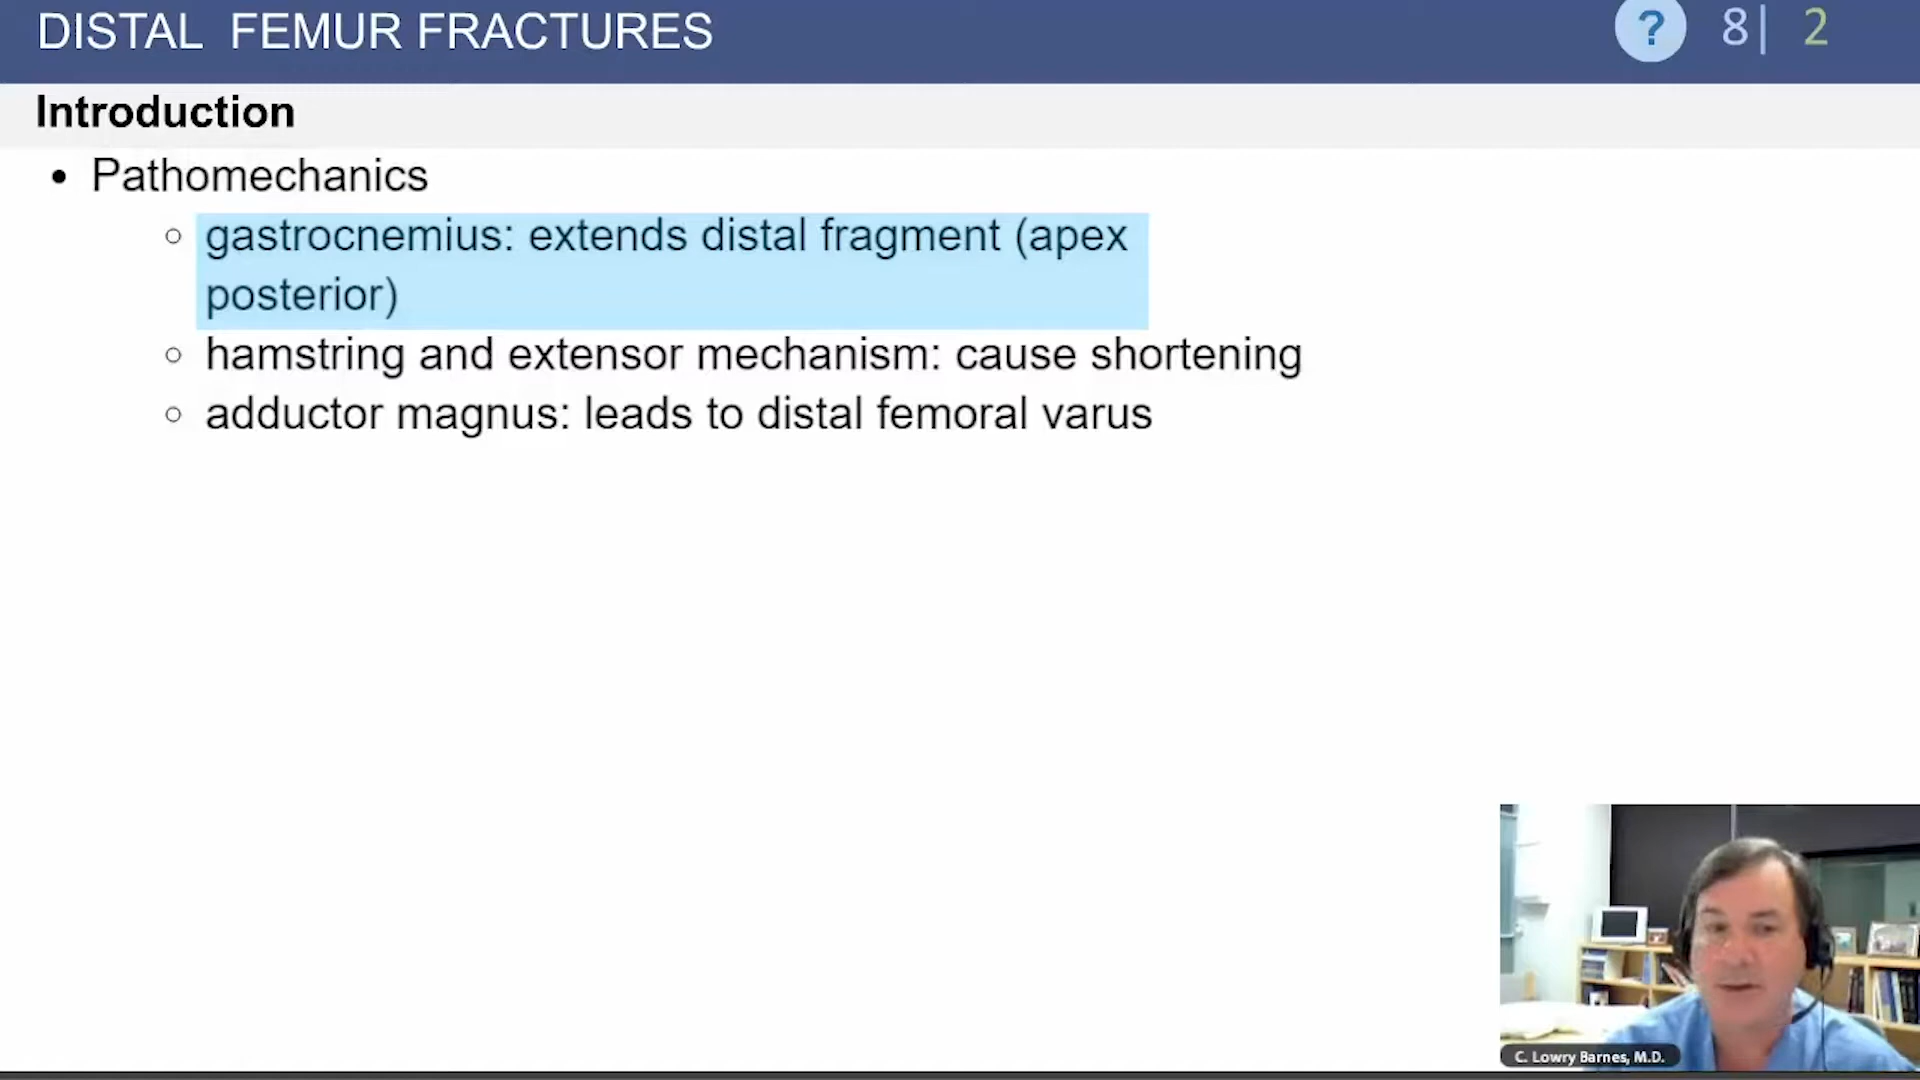 DISTAL FEMUR FRACTURES
? 8| 2
Introduction
• Pathomechanics
○ gastrocnemius: extends distal fragment (apex
posterior)
○ hamstring and extensor mechanism: cause shortening
○ adductor magnus: leads to distal femoral varus
C. Lowry Barnes, M.D.